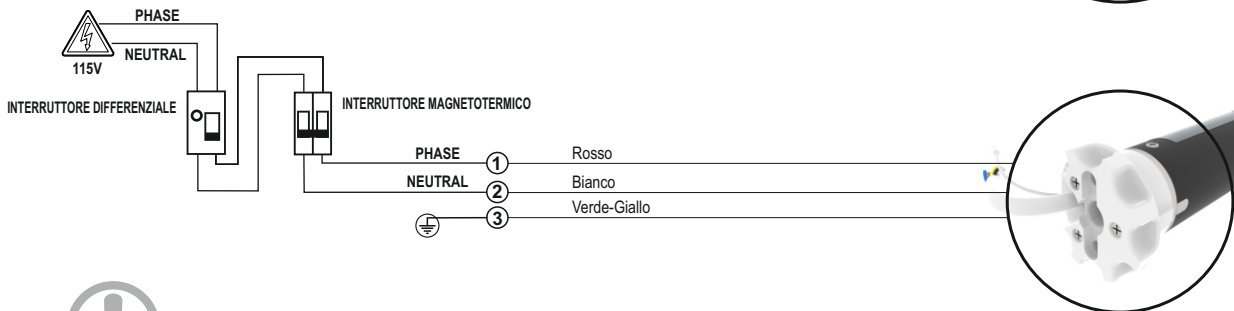 PHASE
NEUTRAL
115V
INTERRUTTORE DIFFERENZIALE
INTERRUTTORE MAGNETOTERMICO
PHASE 1 Rosso
NEUTRAL 2 Bianco
3 Verde-Giallo